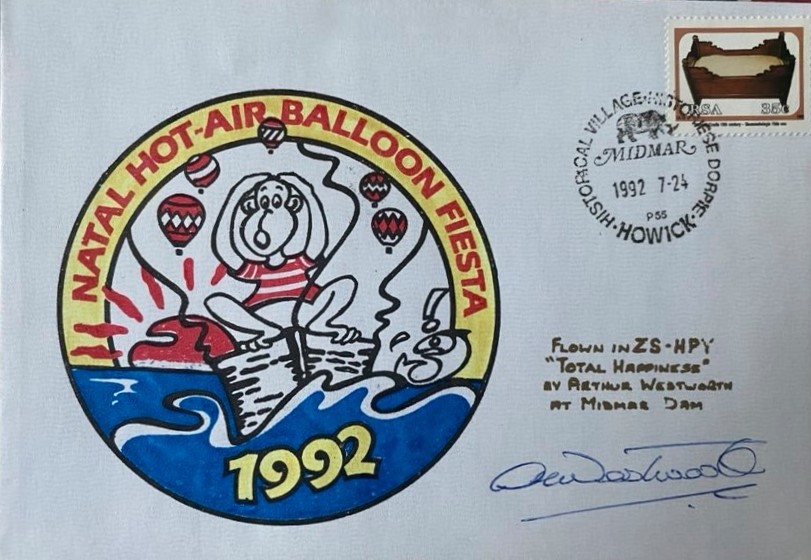 NATAL HOT-AIR BALLOON FIESTA
1992
RSA 35c
HISTORICAL VILLAGE · HISTORIESE DORPIE ·
MIDMAR
1992 7-24
P55
· HOWICK ·
FLOWN IN ZS-HPY
"TOTAL HAPPINESS"
BY ARTHUR WESTWORTH
AT MIDMAR DAM